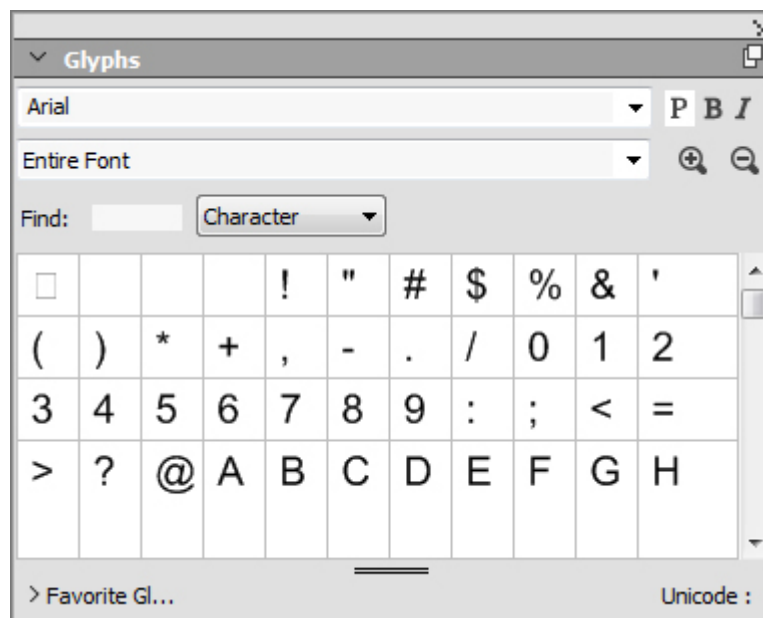 Glyphs
Arial P B I
Entire Font
Find: Character
! " # $ % & '
( ) * + , - . / 0 1 2
3 4 5 6 7 8 9 : ; < =
> ? @ A B C D E F G H
> Favorite Gl... Unicode :